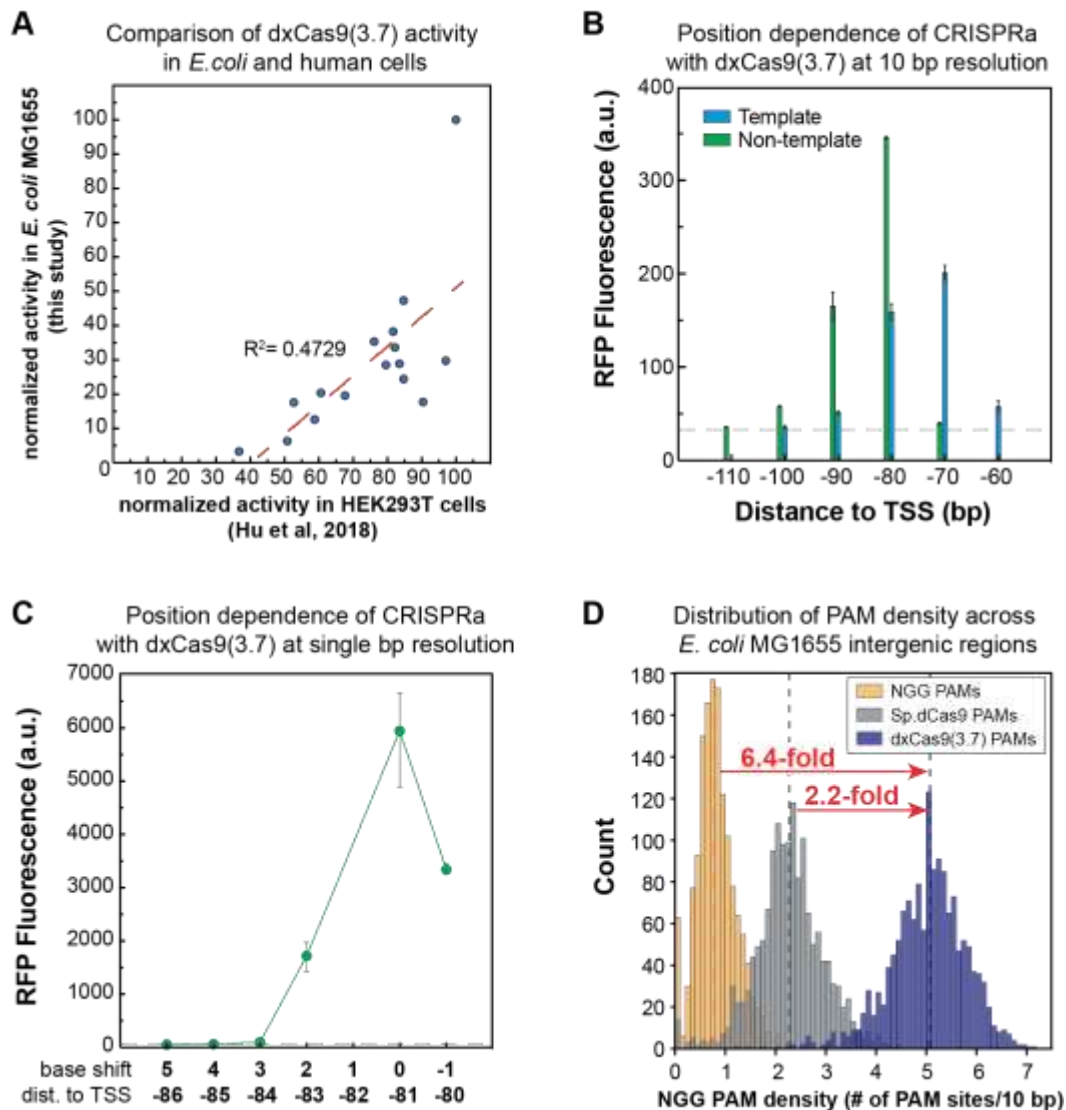 A
Comparison of dxCas9(3.7) activity
in E.coli and human cells
normalized activity in E. coli MG1655
(this study)
100
90
80
70
60
50
40
30
20
10
0
R²= 0.4729
10 20 30 40 50 60 70 80 90 100
normalized activity in HEK293T cells
(Hu et al, 2018)
B
Position dependence of CRISPRa
with dxCas9(3.7) at 10 bp resolution
RFP Fluorescence (a.u.)
400
300
200
100
0
Template
Non-template
-110 -100 -90 -80 -70 -60
Distance to TSS (bp)
C
Position dependence of CRISPRa
with dxCas9(3.7) at single bp resolution
RFP Fluorescence (a.u.)
7000
6000
5000
4000
3000
2000
1000
0
base shift 5 4 3 2 1 0 -1
dist. to TSS -86 -85 -84 -83 -82 -81 -80
D
Distribution of PAM density across
E. coli MG1655 intergenic regions
Count
180
160
140
120
100
80
60
40
20
0
NGG PAMs
Sp.dCas9 PAMs
dxCas9(3.7) PAMs
6.4-fold
2.2-fold
0 1 2 3 4 5 6 7
NGG PAM density (# of PAM sites/10 bp)